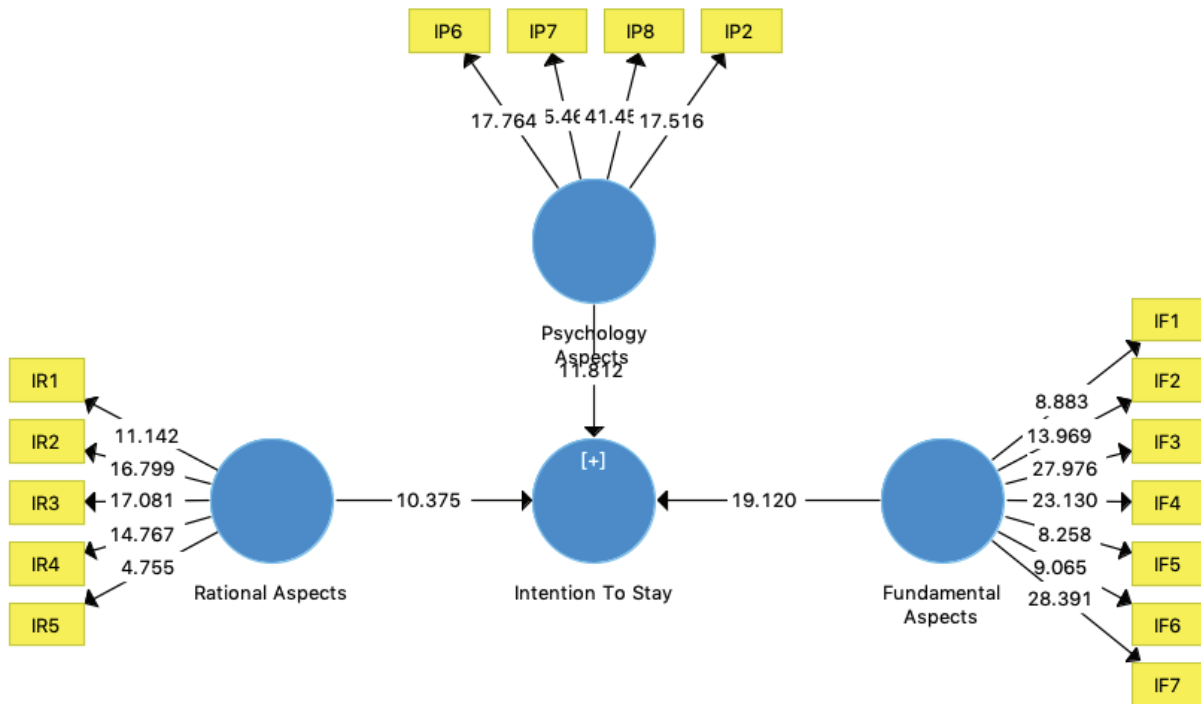 IP6 IP7 IP8 IP2
17.764 17.516
Psychology
Aspects
11.812
IF1
IF2
IF3
IF4
IF5
IF6
IF7
8.883
13.969
27.976
23.130
8.258
9.065
28.391
IR1
IR2
IR3
IR4
IR5
11.142
16.799
17.081
14.767
4.755
[+]
10.375
19.120
Rational Aspects
Intention To Stay
Fundamental
Aspects